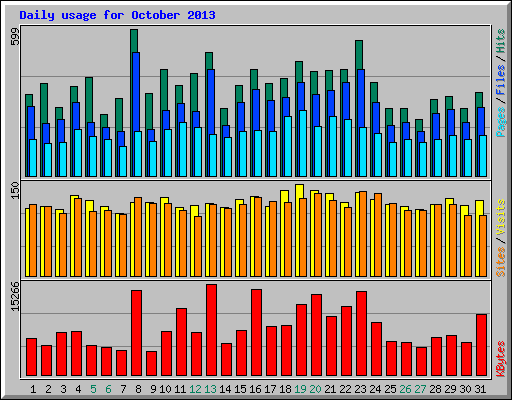 Daily usage for October 2013
599
Pages / Files / Hits
150
Sites / Visits
15266
KBytes
1 2 3 4 5 6 7 8 9 10 11 12 13 14 15 16 17 18 19 20 21 22 23 24 25 26 27 28 29 30 31